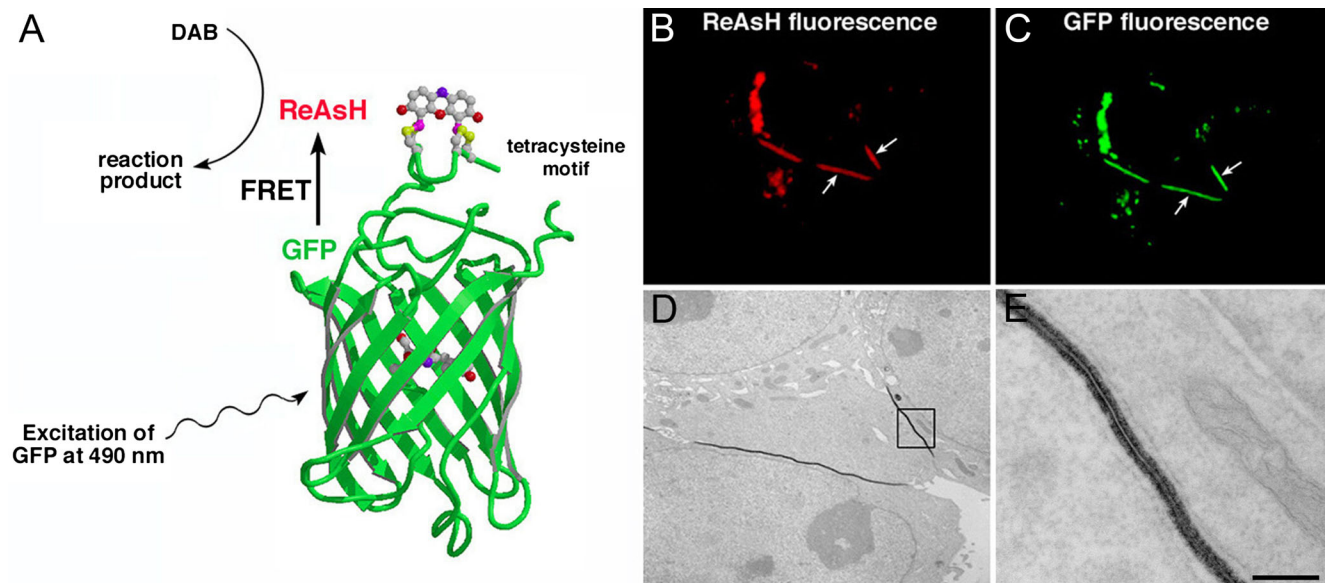 A
DAB
ReAsH
reaction
product
FRET
tetracysteine
motif
GFP
Excitation of
GFP at 490 nm
B
ReAsH fluorescence
C
GFP fluorescence
D
E